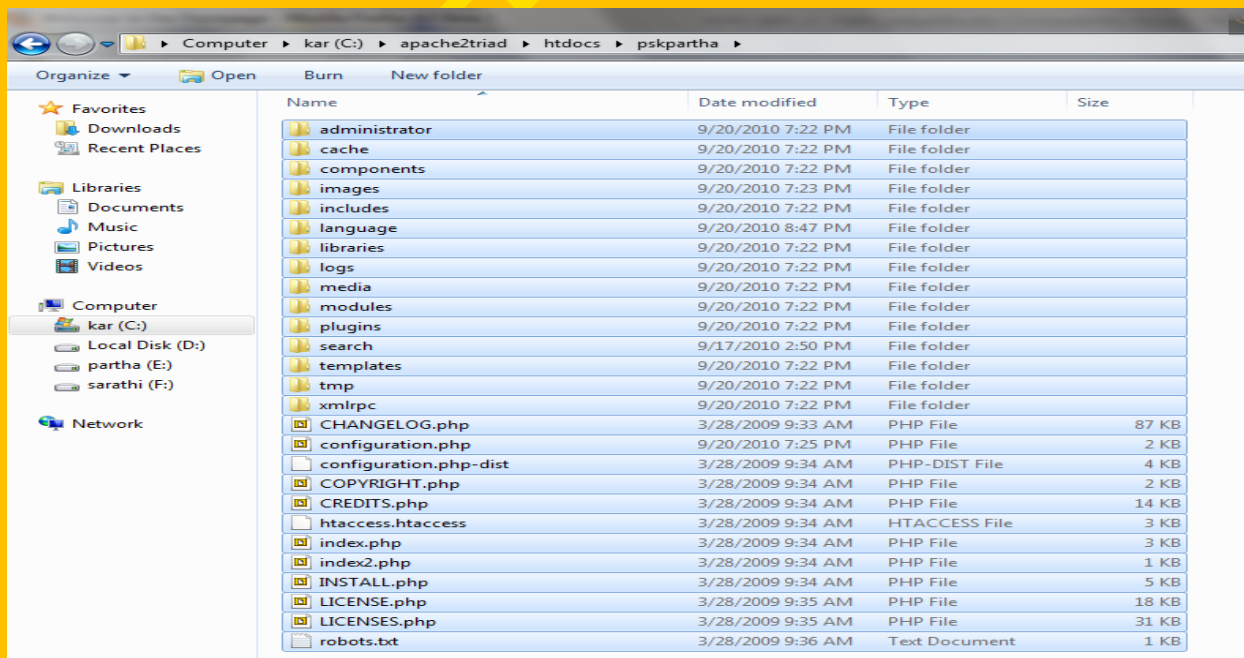 Computer ▸ kar (C:) ▸ apache2triad ▸ htdocs ▸ pskpartha ▸
Organize Open Burn New folder
Favorites
Downloads
Recent Places
Libraries
Documents
Music
Pictures
Videos
Computer
kar (C:)
Local Disk (D:)
partha (E:)
sarathi (F:)
Network
Name Date modified Type Size
administrator 9/20/2010 7:22 PM File folder
cache 9/20/2010 7:22 PM File folder
components 9/20/2010 7:22 PM File folder
images 9/20/2010 7:23 PM File folder
includes 9/20/2010 7:22 PM File folder
language 9/20/2010 8:47 PM File folder
libraries 9/20/2010 7:22 PM File folder
logs 9/20/2010 7:22 PM File folder
media 9/20/2010 7:22 PM File folder
modules 9/20/2010 7:22 PM File folder
plugins 9/20/2010 7:22 PM File folder
search 9/17/2010 2:50 PM File folder
templates 9/20/2010 7:22 PM File folder
tmp 9/20/2010 7:22 PM File folder
xmlrpc 9/20/2010 7:22 PM File folder
CHANGELOG.php 3/28/2009 9:33 AM PHP File 87 KB
configuration.php 9/20/2010 7:25 PM PHP File 2 KB
configuration.php-dist 3/28/2009 9:34 AM PHP-DIST File 4 KB
COPYRIGHT.php 3/28/2009 9:34 AM PHP File 2 KB
CREDITS.php 3/28/2009 9:34 AM PHP File 14 KB
htaccess.htaccess 3/28/2009 9:34 AM HTACCESS File 3 KB
index.php 3/28/2009 9:34 AM PHP File 3 KB
index2.php 3/28/2009 9:34 AM PHP File 1 KB
INSTALL.php 3/28/2009 9:34 AM PHP File 5 KB
LICENSE.php 3/28/2009 9:35 AM PHP File 18 KB
LICENSES.php 3/28/2009 9:35 AM PHP File 31 KB
robots.txt 3/28/2009 9:36 AM Text Document 1 KB